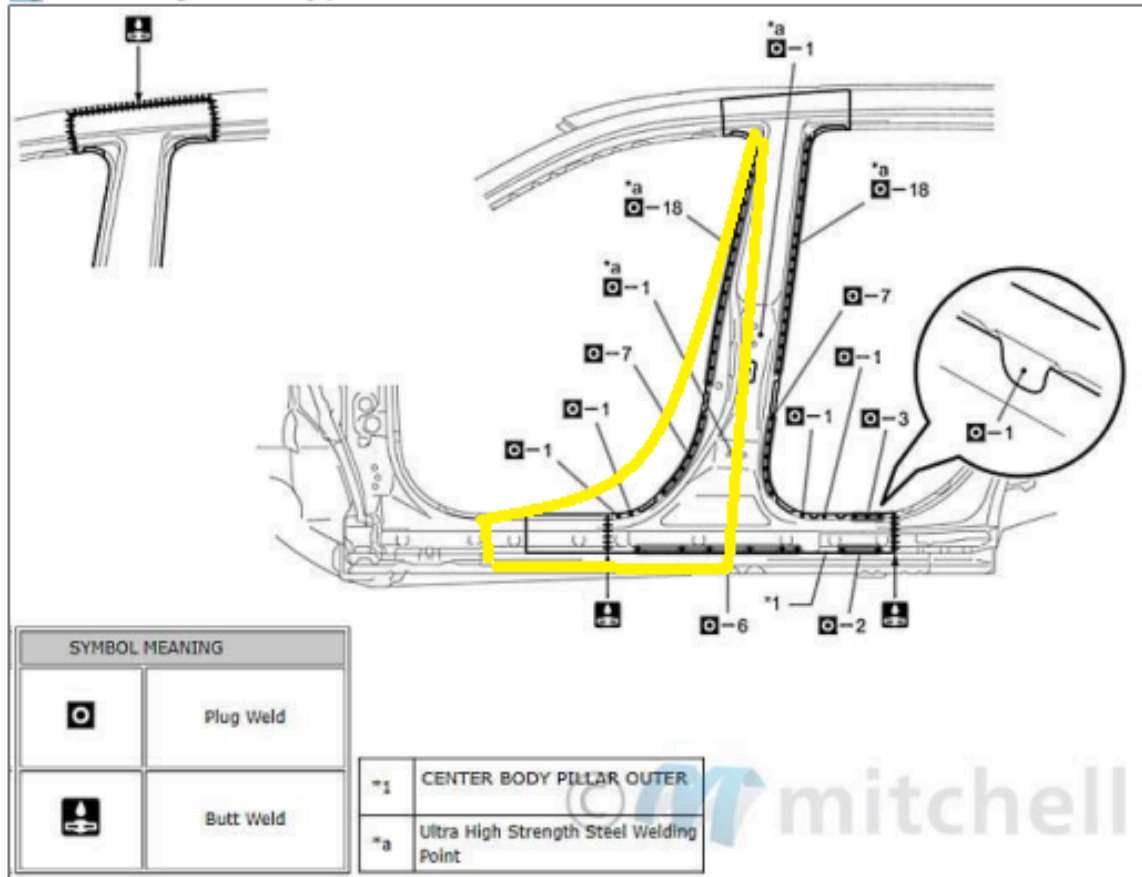 *a
-1
*a
-18
*a
-18
*a
-1
-7
-7
-1
-1
-1
-1
-3
-1
*1
-6
-2
SYMBOL MEANING
Plug Weld
Butt Weld
*1 CENTER BODY PILLAR OUTER
*a Ultra High Strength Steel Welding
Point
© mitchell